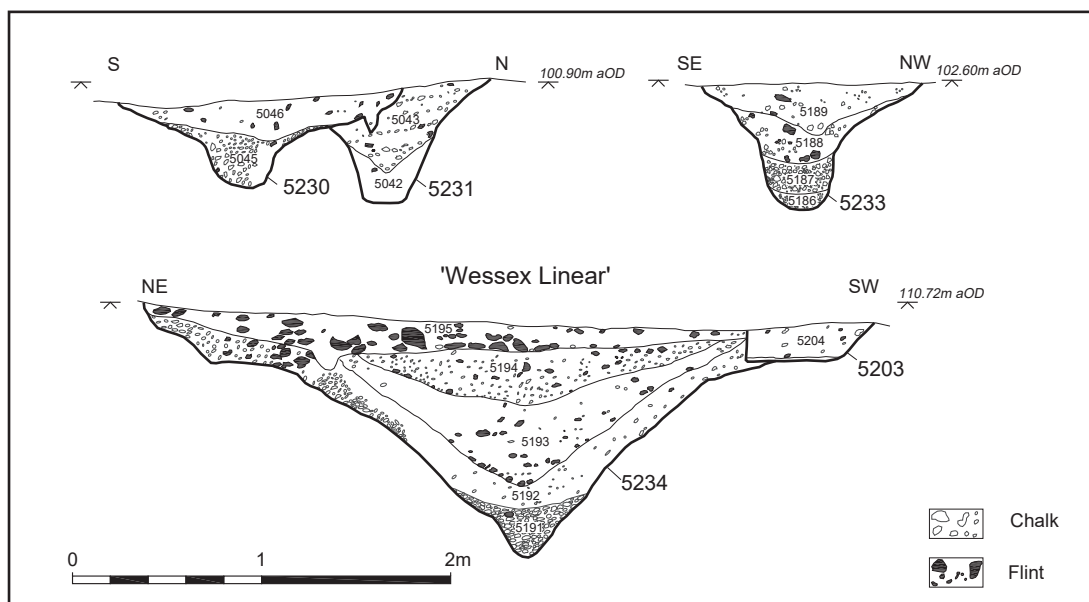 S N 100.90m aOD SE NW 102.60m aOD
5046 5043 5189
5045 5188
5042 5187
5230 5231 5186 5233
'Wessex Linear'
NE SW 110.72m aOD
5195 5204
5194 5203
5193
5192 5234
5191
Chalk
0 1 2m
Flint